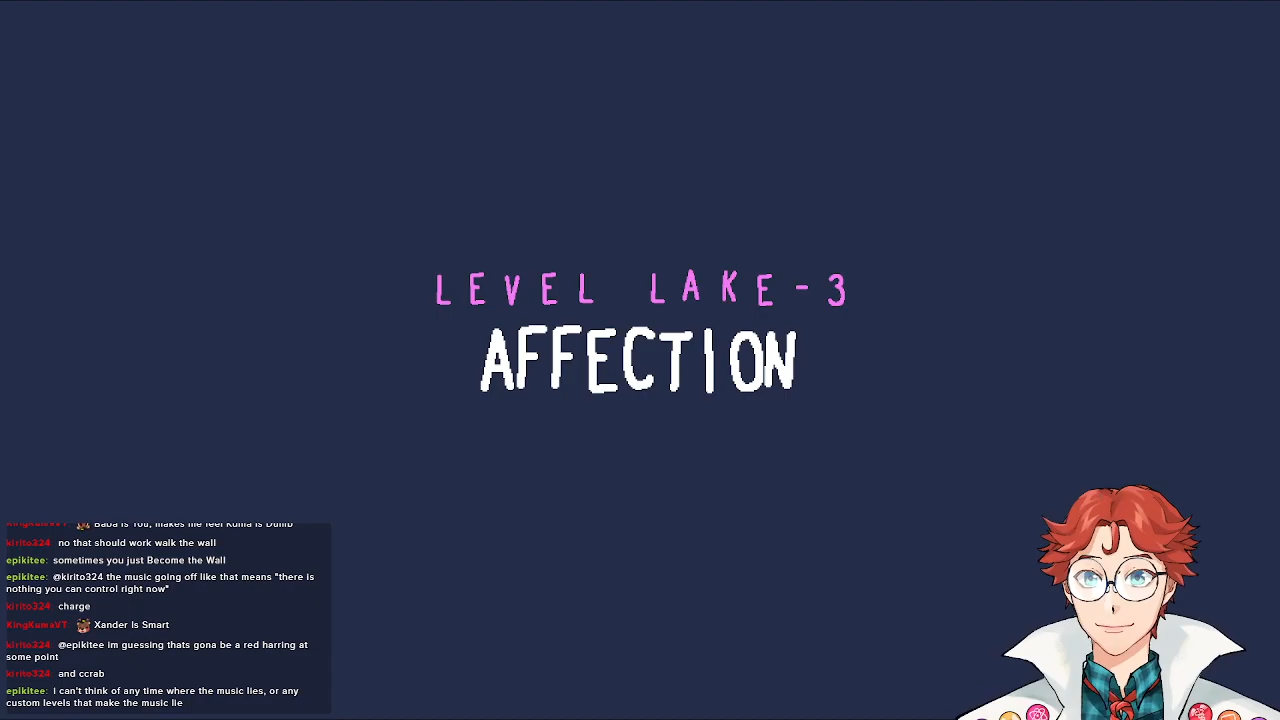 LEVEL LAKE-3
AFFECTION
KingKumaVT: Baba Is You, makes me feel Kuma Is Dumb
kirito324: no that should work walk the wall
epikitee: sometimes you just Become the Wall
epikitee: @kirito324 the music going off like that means "there is
nothing you can control right now"
kirito324: charge
KingKumaVT: Xander Is Smart
kirito324: @epikitee im guessing thats gona be a red harring at
some point
kirito324: and ccrab
epikitee: I can't think of any time where the music lies, or any
custom levels that make the music lie